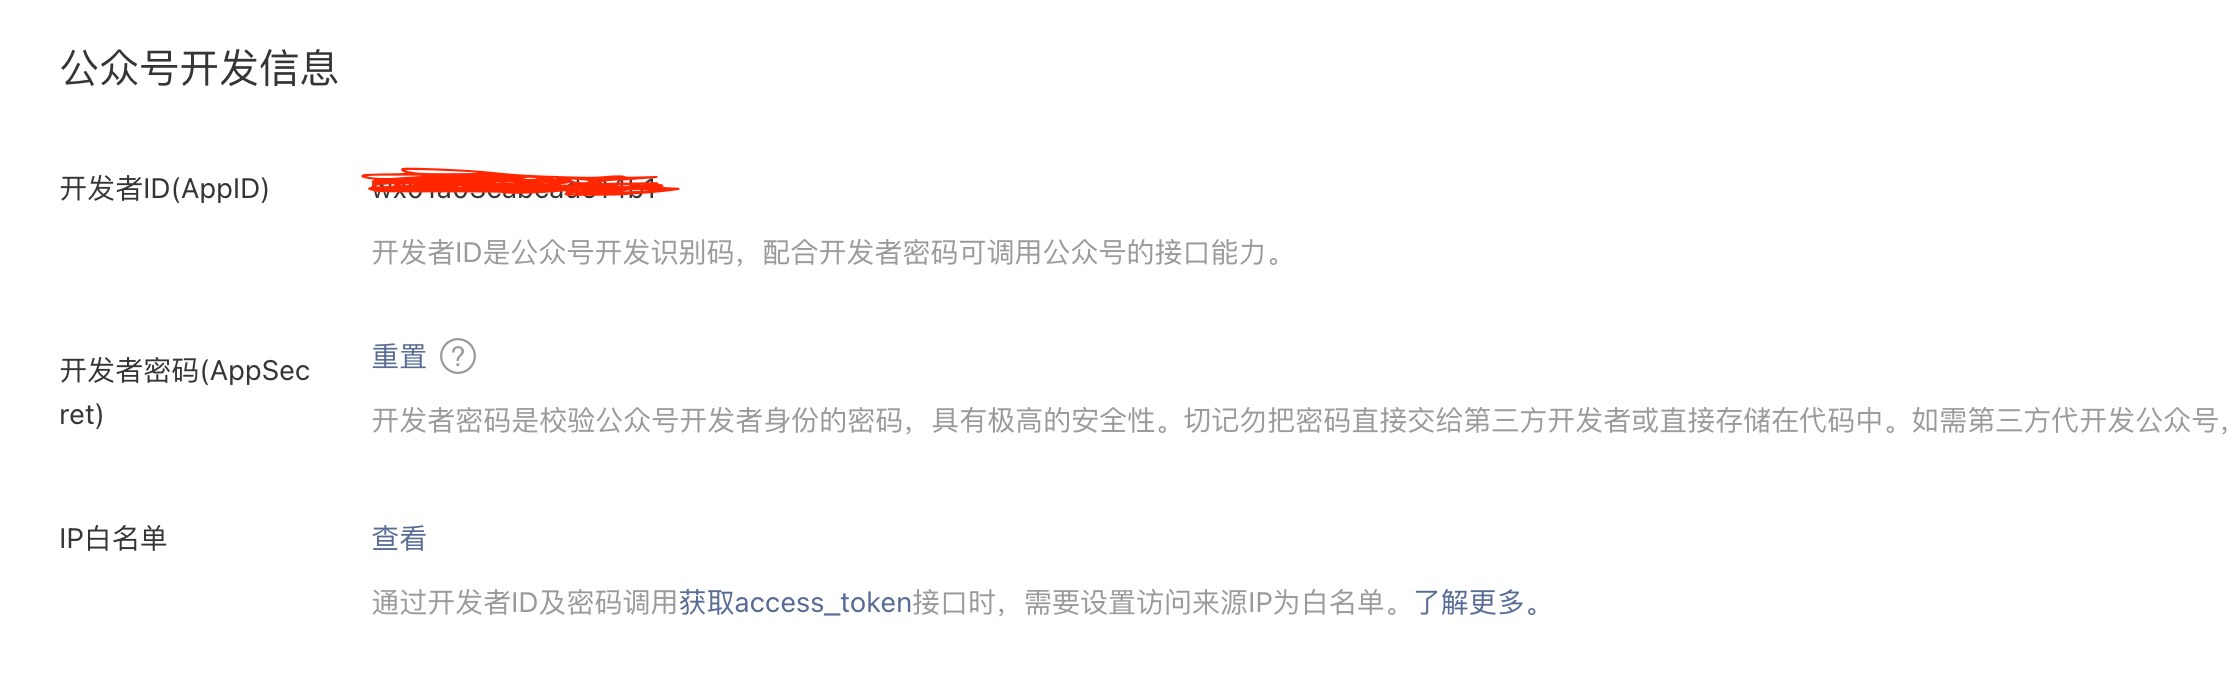 公众号开发信息
开发者ID(AppID)
开发者ID是公众号开发识别码，配合开发者密码可调用公众号的接口能力。
开发者密码(AppSec
ret)
重置 ?
开发者密码是校验公众号开发者身份的密码，具有极高的安全性。切记勿把密码直接交给第三方开发者或直接存储在代码中。如需第三方代开发公众号，
IP白名单
查看
通过开发者ID及密码调用获取access_token接口时，需要设置访问来源IP为白名单。了解更多。